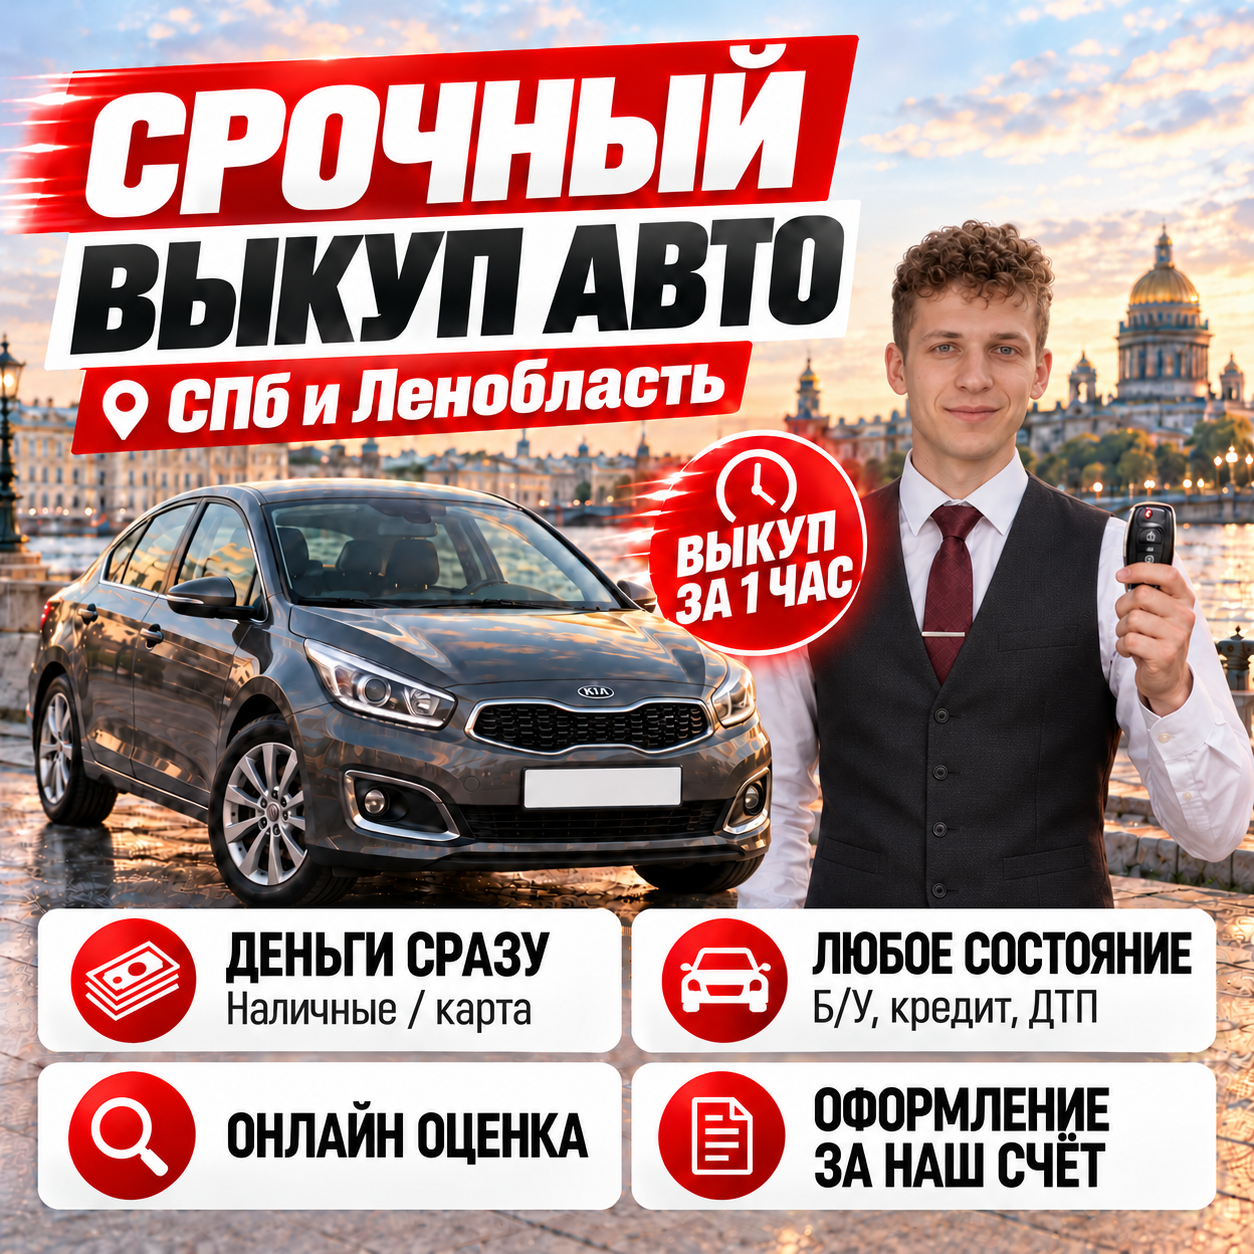 СРОЧНЫЙ
ВЫКУП АВТО
СПб и Ленобласть
ВЫКУП
ЗА 1 ЧАС
KIA
ДЕНЬГИ СРАЗУ
Наличные / карта
ЛЮБОЕ СОСТОЯНИЕ
Б/У, кредит, ДТП
ОНЛАЙН ОЦЕНКА
ОФОРМЛЕНИЕ
ЗА НАШ СЧЁТ